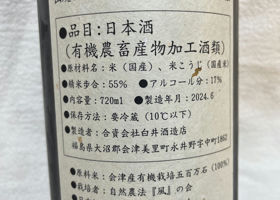 ●品目:日本酒
(有機農畜産物加工酒類)
●原材料名:米(国産)、米こうじ(国産米)
●精米歩合:55% ●アルコール分:17%
●内容量:720ml ●製造年月:2024.6
●保存方法:要冷蔵(10℃以下)
●製造者:合資会社白井酒造店
福島県大沼郡会津美里町永井野字中町1862
●原料米:会津産有機栽培五百万石(100%)
●栽培者:自然農法『風』の会